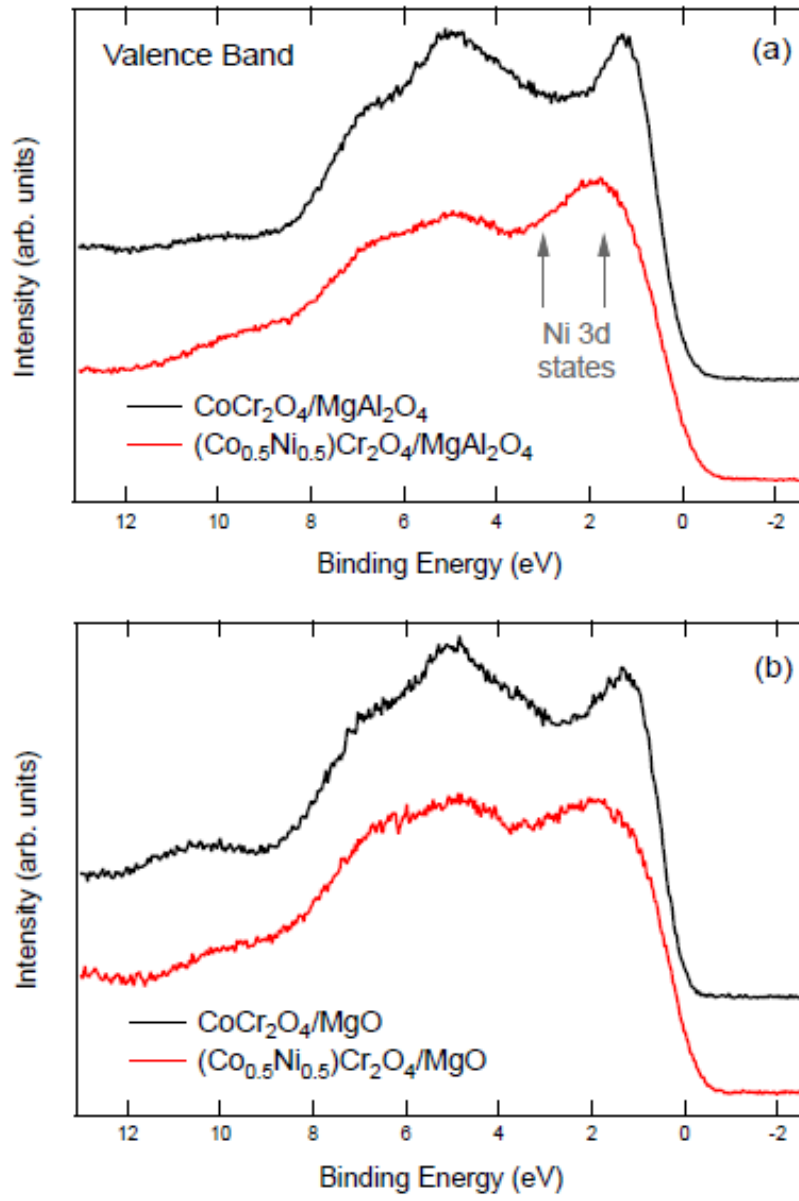 Valence Band
(a)
Intensity (arb. units)
Ni 3d
states
CoCr₂O₄/MgAl₂O₄
(Co₀.₅Ni₀.₅)Cr₂O₄/MgAl₂O₄
12 10 8 6 4 2 0 -2
Binding Energy (eV)
(b)
Intensity (arb. units)
CoCr₂O₄/MgO
(Co₀.₅Ni₀.₅)Cr₂O₄/MgO
12 10 8 6 4 2 0 -2
Binding Energy (eV)